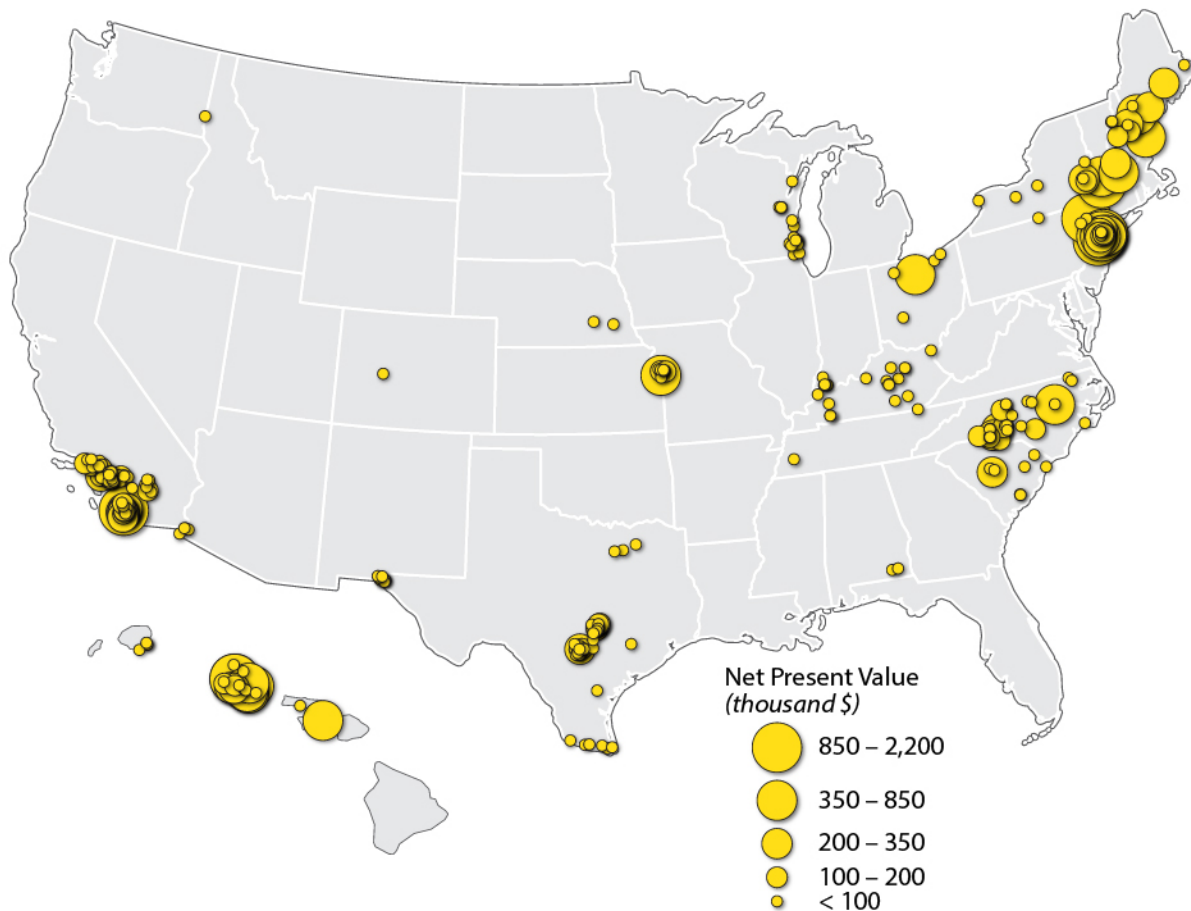 Net Present Value
(thousand $)
850 – 2,200
350 – 850
200 – 350
100 – 200
< 100